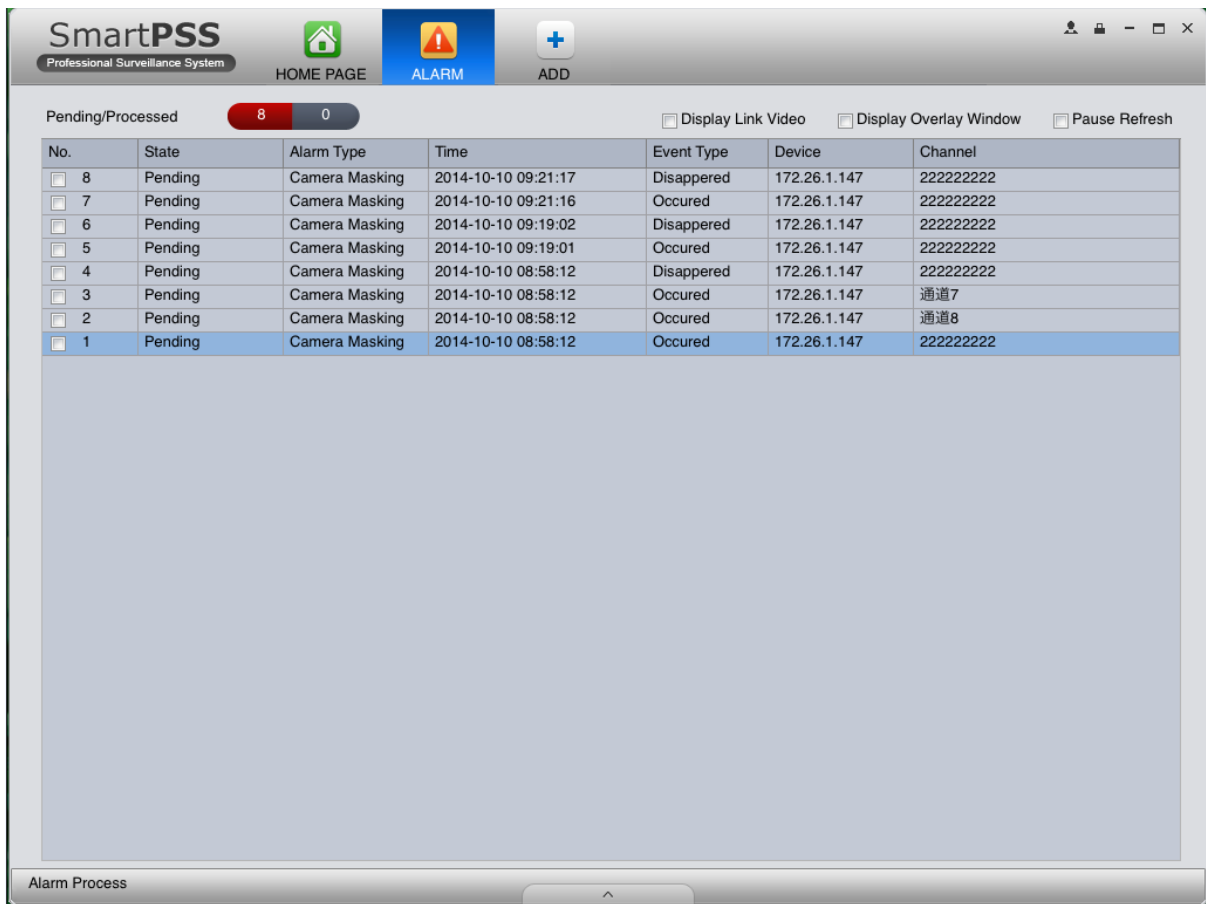 SmartPSS
Professional Surveillance System
HOME PAGE ALARM ADD
Pending/Processed 8 0 Display Link Video Display Overlay Window Pause Refresh
No. State Alarm Type Time Event Type Device Channel
8 Pending Camera Masking 2014-10-10 09:21:17 Disappered 172.26.1.147 222222222
7 Pending Camera Masking 2014-10-10 09:21:16 Occured 172.26.1.147 222222222
6 Pending Camera Masking 2014-10-10 09:19:02 Disappered 172.26.1.147 222222222
5 Pending Camera Masking 2014-10-10 09:19:01 Occured 172.26.1.147 222222222
4 Pending Camera Masking 2014-10-10 08:58:12 Disappered 172.26.1.147 222222222
3 Pending Camera Masking 2014-10-10 08:58:12 Occured 172.26.1.147 通道7
2 Pending Camera Masking 2014-10-10 08:58:12 Occured 172.26.1.147 通道8
1 Pending Camera Masking 2014-10-10 08:58:12 Occured 172.26.1.147 222222222
Alarm Process